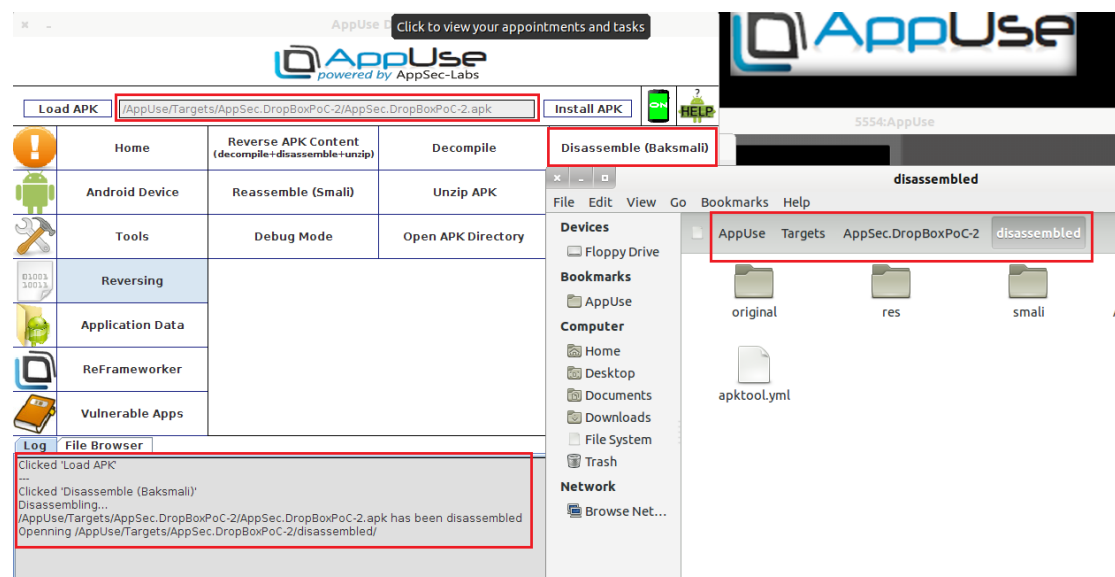 AppUse D
Click to view your appointments and tasks
AppUse
powered by AppSec-Labs
AppUse
Load APK
/AppUse/Targets/AppSec.DropBoxPoC-2/AppSec.DropBoxPoC-2.apk
Install APK
ON
?
HELP
5554:AppUse
Home
Reverse APK Content
(decompile+disassemble+unzip)
Decompile
Disassemble (Baksmali)
Android Device
Reassemble (Smali)
Unzip APK
Tools
Debug Mode
Open APK Directory
01001
10011
Reversing
Application Data
ReFrameworker
Vulnerable Apps
Log
File Browser
Clicked 'Load APK'
---
Clicked 'Disassemble (Baksmali)'
Disassembling...
/AppUse/Targets/AppSec.DropBoxPoC-2/AppSec.DropBoxPoC-2.apk has been disassembled
Openning /AppUse/Targets/AppSec.DropBoxPoC-2/disassembled/
disassembled
File Edit View Go Bookmarks Help
Devices
Floppy Drive
Bookmarks
AppUse
Computer
Home
Desktop
Documents
Downloads
File System
Trash
Network
Browse Net...
AppUse Targets AppSec.DropBoxPoC-2 disassembled
original
res
smali
apktool.yml